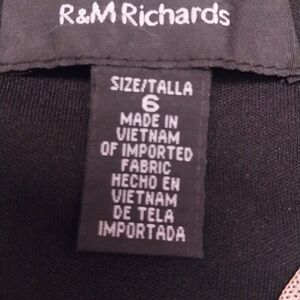 R&M Richards
SIZE/TALLA
6
MADE IN
VIETNAM
OF IMPORTED
FABRIC
HECHO EN
VIETNAM
DE TELA
IMPORTADA